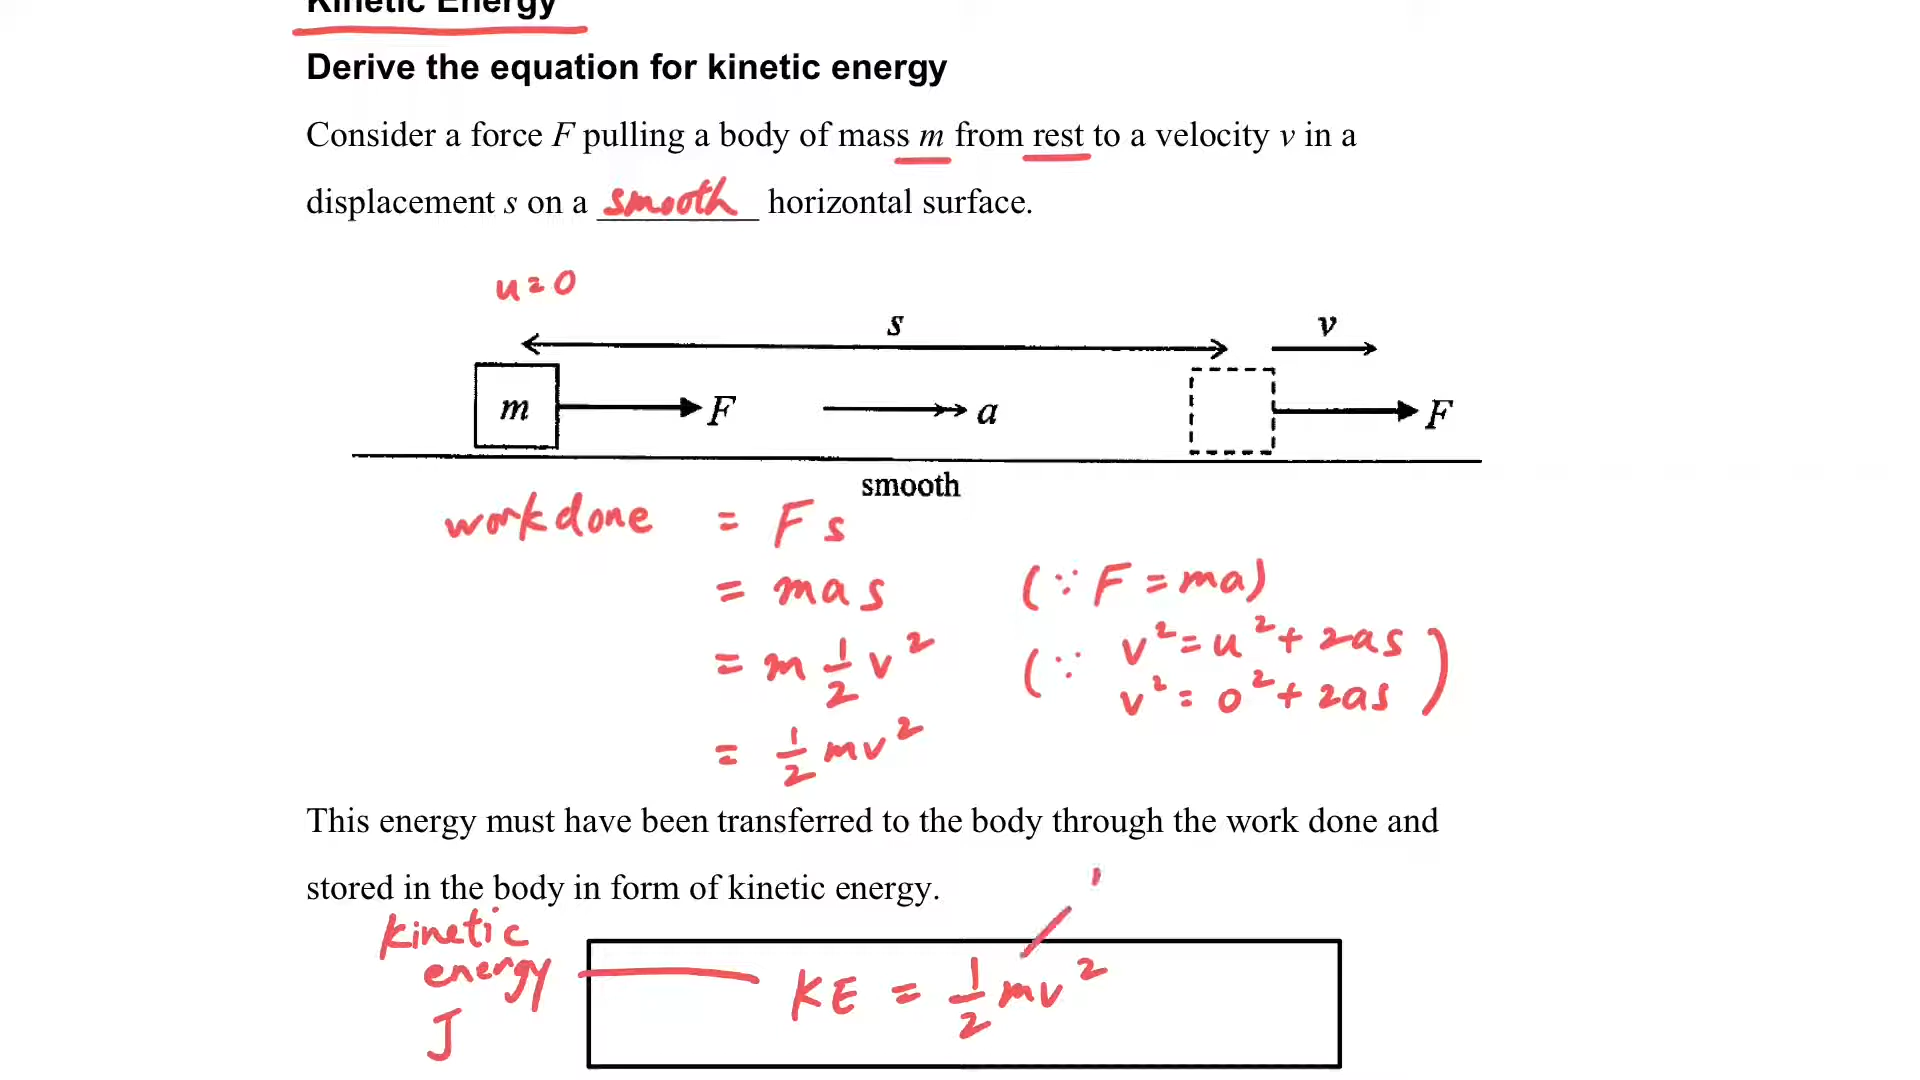 Kinetic Energy
Derive the equation for kinetic energy
Consider a force F pulling a body of mass m from rest to a velocity v in a
displacement s on a smooth horizontal surface.
u = 0
s
v
m
F
a
F
smooth
work done = F s
= m a s (∵ F = ma)
= m 1/2 v² (∵ v² = u² + 2as
v² = 0² + 2as )
= 1/2 mv²
This energy must have been transferred to the body through the work done and
stored in the body in form of kinetic energy.
kinetic
energy
J
KE = 1/2 mv²